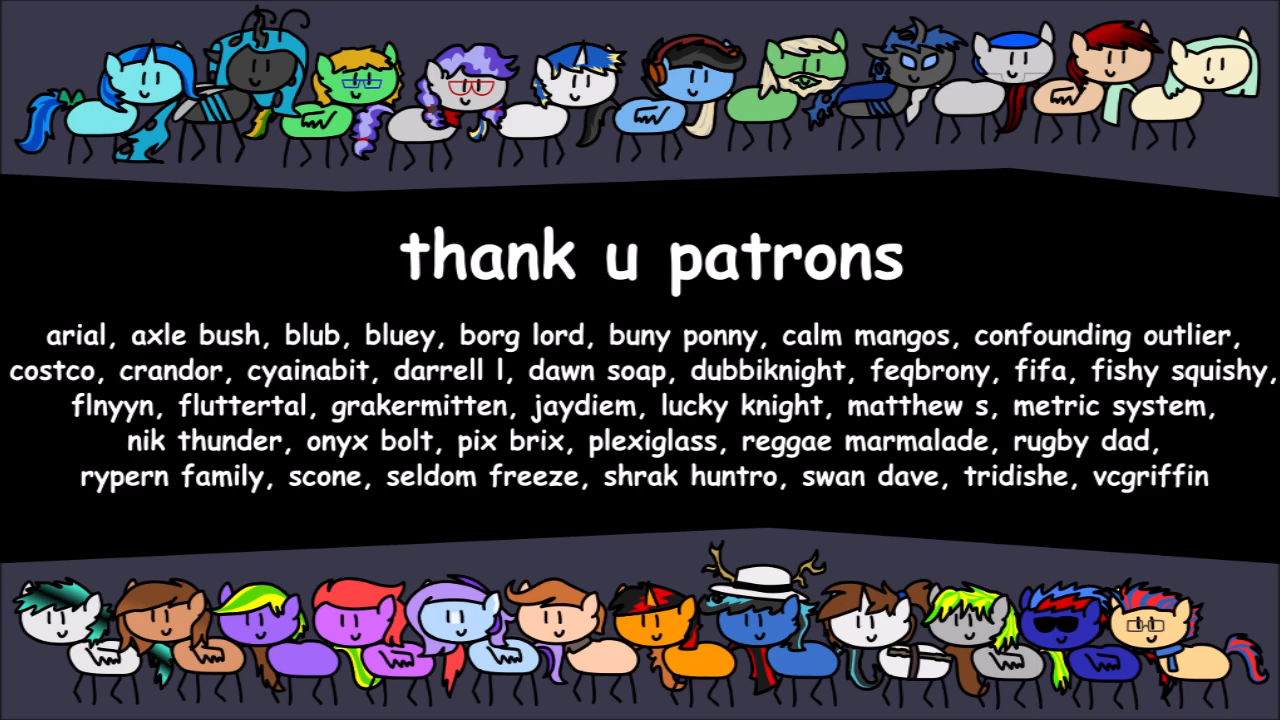 thank u patrons
arial, axle bush, blub, bluey, borg lord, buny ponny, calm mangos, confounding outlier,
costco, crandor, cyainabit, darrell l, dawn soap, dubbiknight, feqbrony, fifa, fishy squishy,
flnyyn, fluttertal, grakermitten, jaydiem, lucky knight, matthew s, metric system,
nik thunder, onyx bolt, pix brix, plexiglass, reggae marmalade, rugby dad,
rypern family, scone, seldom freeze, shrak huntro, swan dave, tridishe, vcgriffin